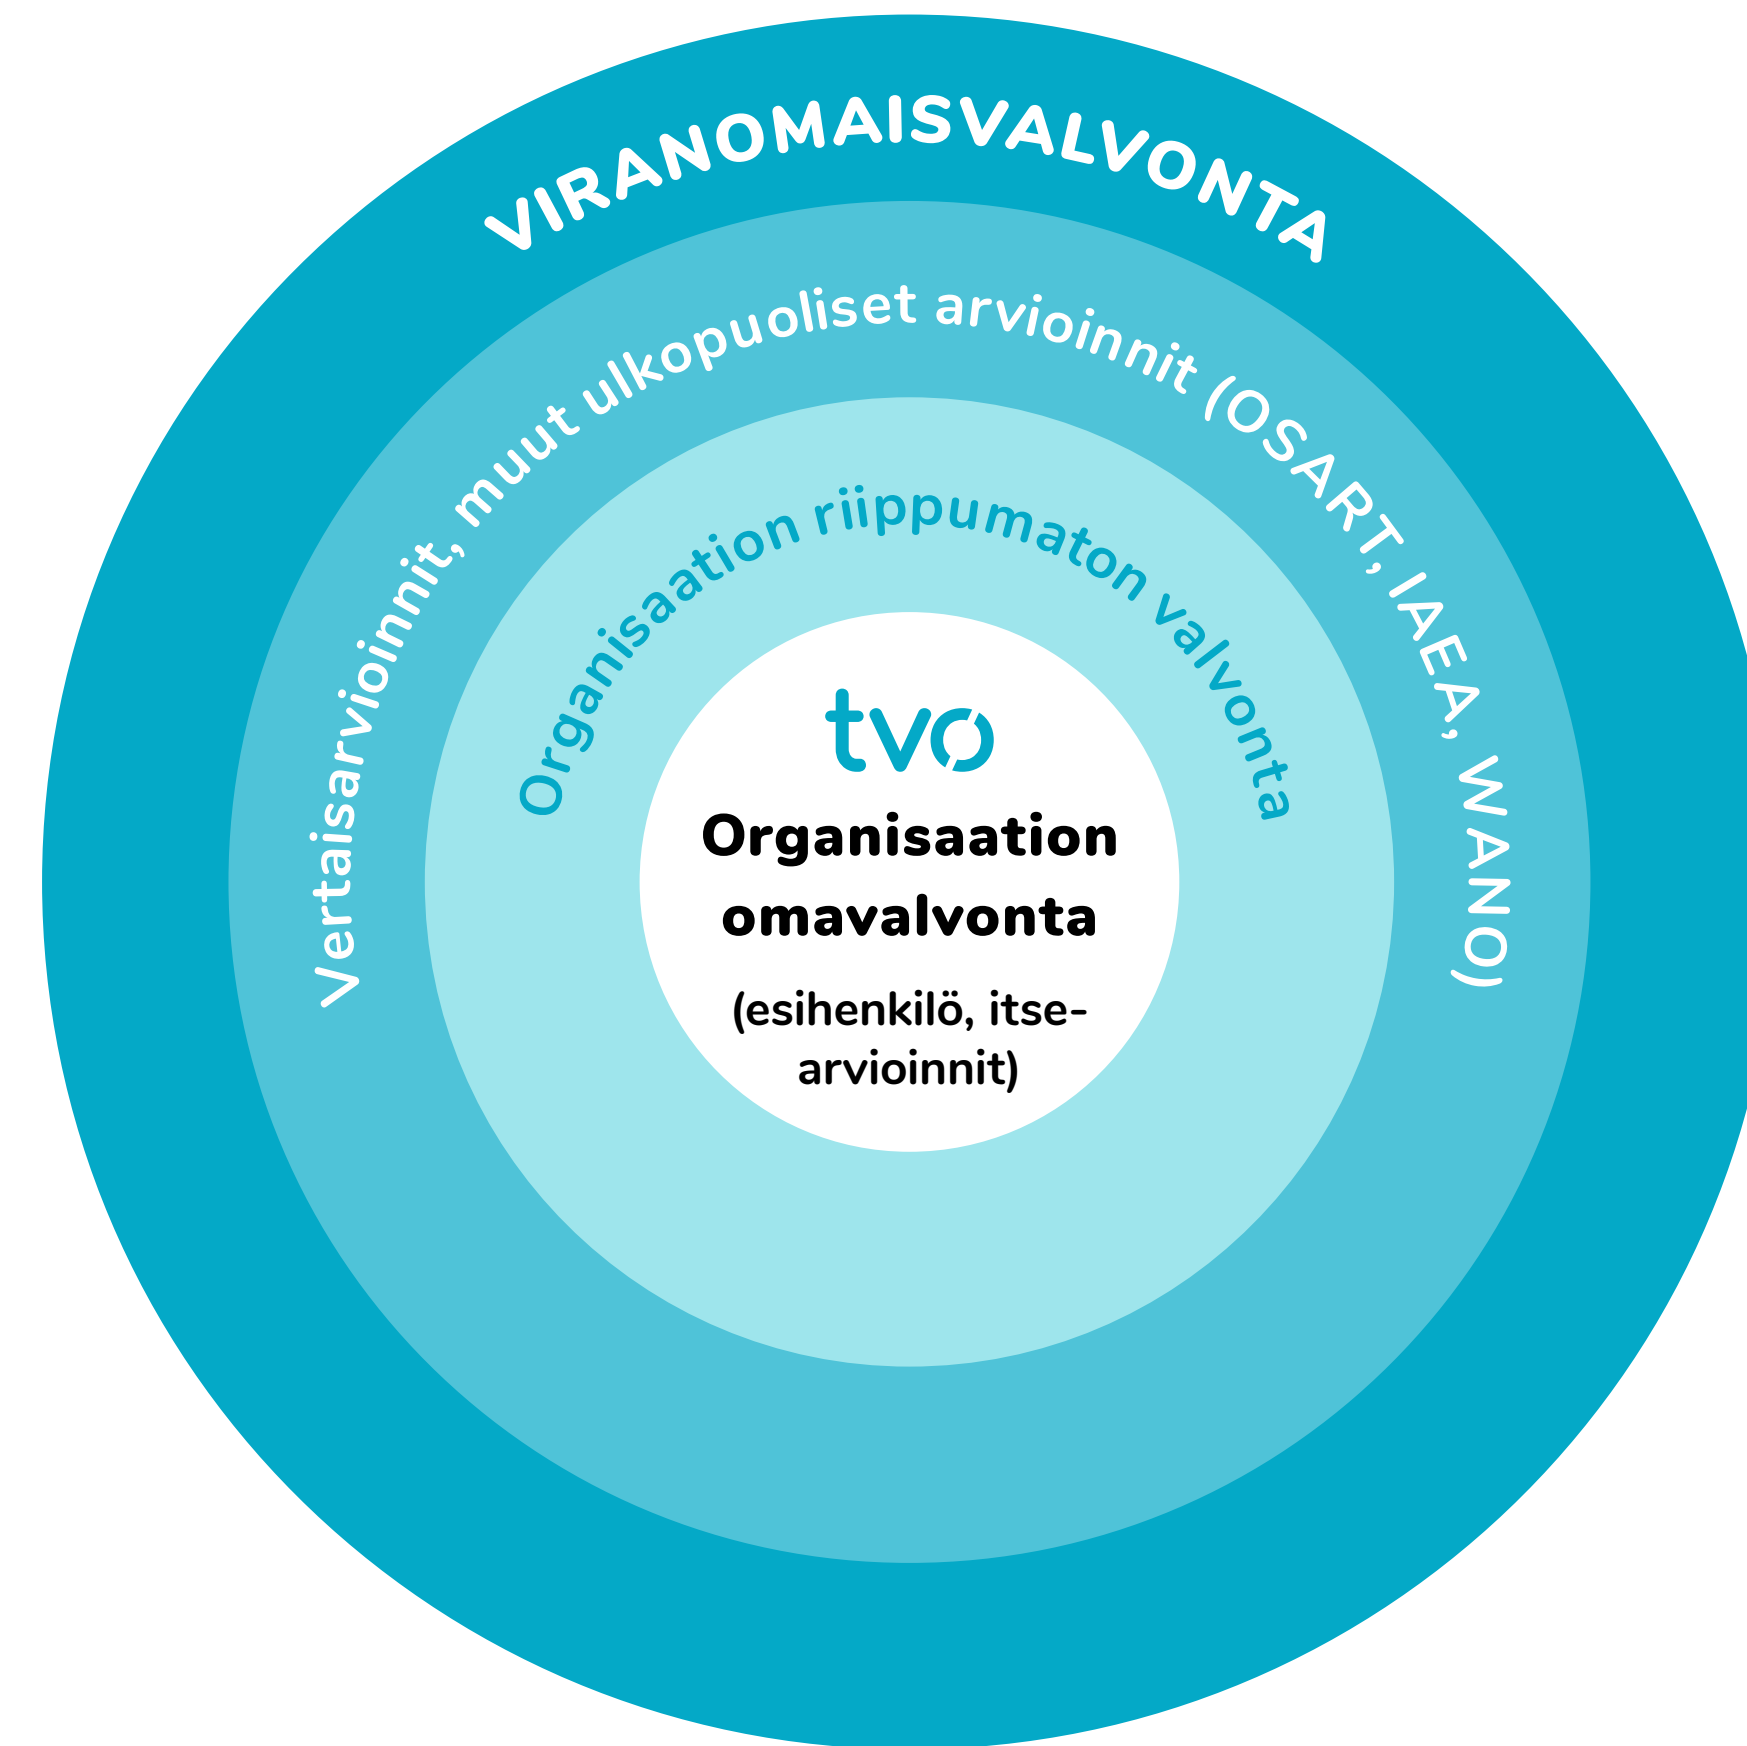 VIRANOMAISVALVONTA
Vertaisarvioinnit, muut ulkopuoliset arvioinnit (OSART, IAEA, WANO)
Organisaation riippumaton valvonta
tvo
Organisaation
omavalvonta
(esihenkilö, itse-
arvioinnit)